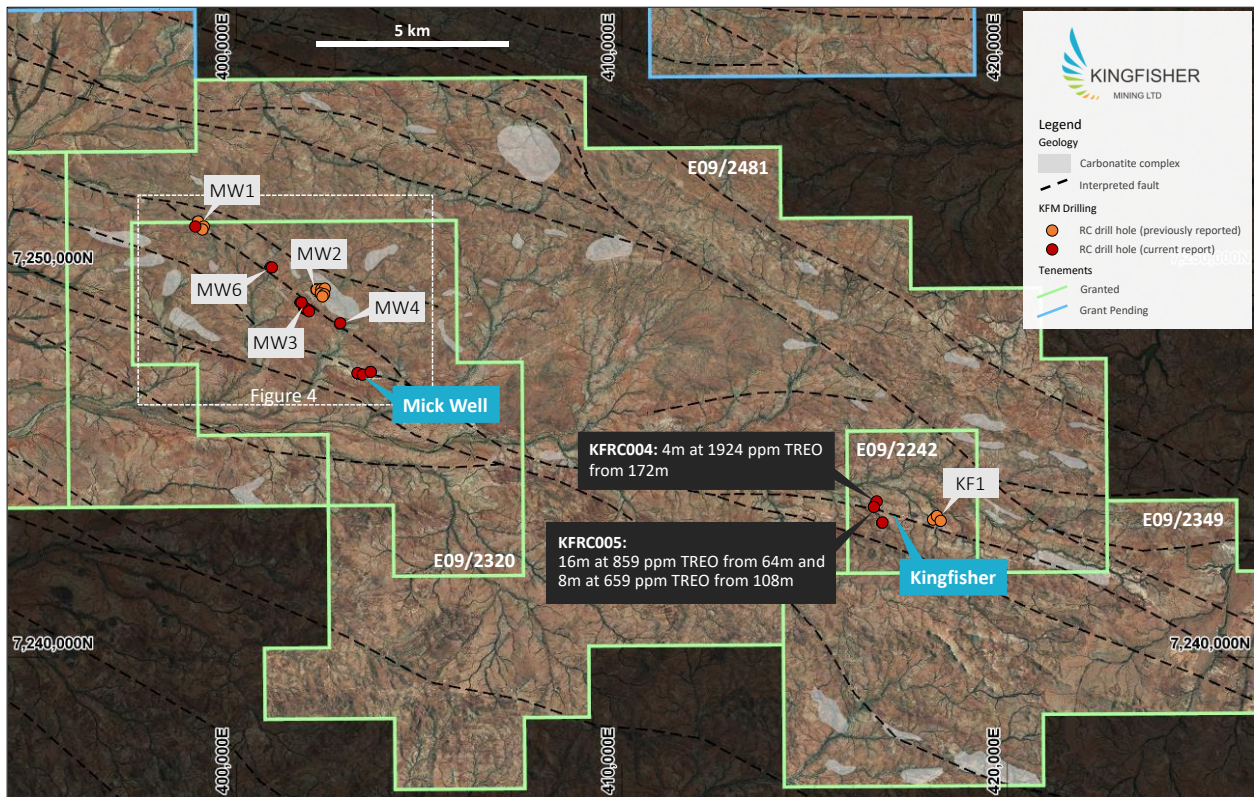 5 km
400,000E
410,000E
420,000E
KINGFISHER
MINING LTD
Legend
Geology
Carbonatite complex
Interpreted fault
KFM Drilling
RC drill hole (previously reported)
RC drill hole (current report)
Tenements
Granted
Grant Pending
E09/2481
MW1
7,250,000N
7,250,000N
MW2
MW6
MW4
MW3
Figure 4
Mick Well
KFRC004: 4m at 1924 ppm TREO
from 172m
E09/2242
KF1
E09/2349
KFRC005:
16m at 859 ppm TREO from 64m and
8m at 659 ppm TREO from 108m
E09/2320
Kingfisher
7,240,000N
7,240,000N
400,000E
410,000E
420,000E